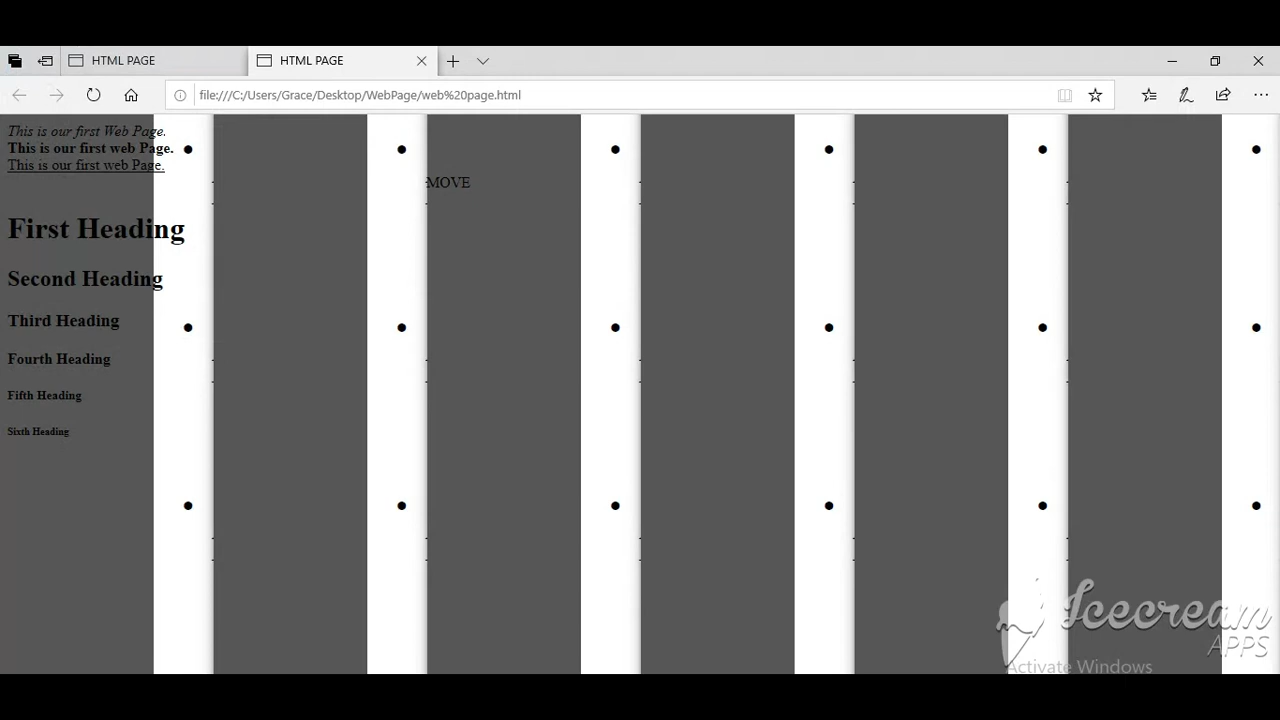 HTML PAGE
HTML PAGE
file:///C:/Users/Grace/Desktop/WebPage/web%20page.html
This is our first Web Page.
This is our first web Page.
This is our first web Page.
MOVE
First Heading
Second Heading
Third Heading
Fourth Heading
Fifth Heading
Sixth Heading
Icecream
APPS
Activate Windows